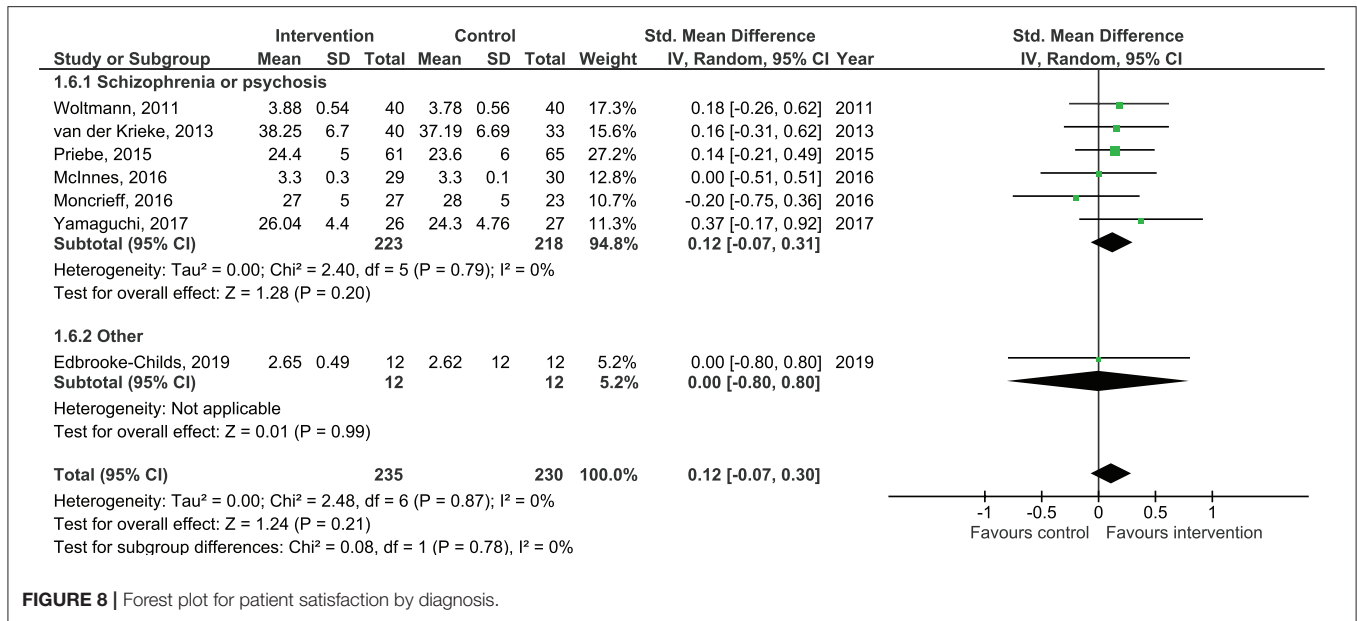 Intervention Control Std. Mean Difference Std. Mean Difference
Study or Subgroup Mean SD Total Mean SD Total Weight IV, Random, 95% CI Year IV, Random, 95% CI
1.6.1 Schizophrenia or psychosis
Woltmann, 2011 3.88 0.54 40 3.78 0.56 40 17.3% 0.18 [-0.26, 0.62] 2011
van der Krieke, 2013 38.25 6.7 40 37.19 6.69 33 15.6% 0.16 [-0.31, 0.62] 2013
Priebe, 2015 24.4 5 61 23.6 6 65 27.2% 0.14 [-0.21, 0.49] 2015
McInnes, 2016 3.3 0.3 29 3.3 0.1 30 12.8% 0.00 [-0.51, 0.51] 2016
Moncrieff, 2016 27 5 27 28 5 23 10.7% -0.20 [-0.75, 0.36] 2016
Yamaguchi, 2017 26.04 4.4 26 24.3 4.76 27 11.3% 0.37 [-0.17, 0.92] 2017
Subtotal (95% CI) 223 218 94.8% 0.12 [-0.07, 0.31]
Heterogeneity: Tau² = 0.00; Chi² = 2.40, df = 5 (P = 0.79); I² = 0%
Test for overall effect: Z = 1.28 (P = 0.20)
1.6.2 Other
Edbrooke-Childs, 2019 2.65 0.49 12 2.62 12 12 5.2% 0.00 [-0.80, 0.80] 2019
Subtotal (95% CI) 12 12 5.2% 0.00 [-0.80, 0.80]
Heterogeneity: Not applicable
Test for overall effect: Z = 0.01 (P = 0.99)
Total (95% CI) 235 230 100.0% 0.12 [-0.07, 0.30]
Heterogeneity: Tau² = 0.00; Chi² = 2.48, df = 6 (P = 0.87); I² = 0%
Test for overall effect: Z = 1.24 (P = 0.21)
Test for subgroup differences: Chi² = 0.08, df = 1 (P = 0.78), I² = 0%
-1 -0.5 0 0.5 1
Favours control Favours intervention
FIGURE 8 | Forest plot for patient satisfaction by diagnosis.